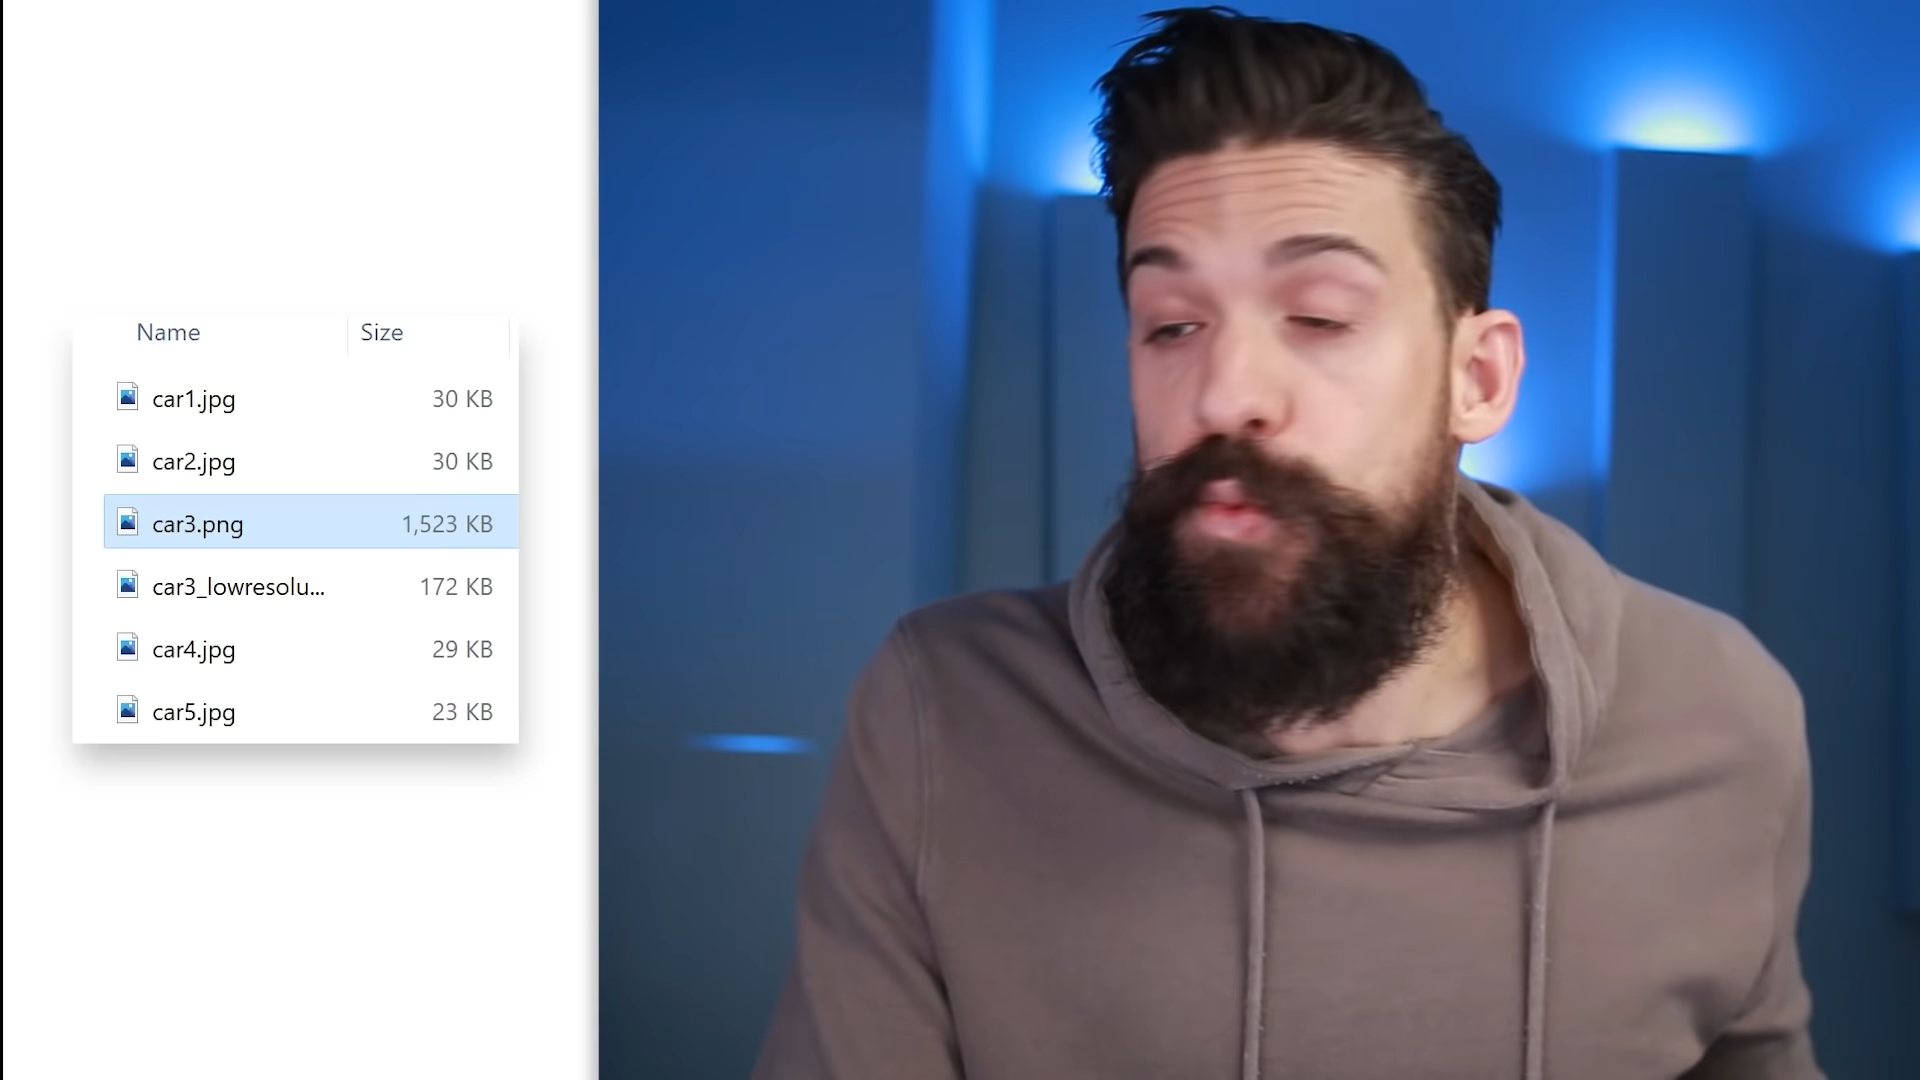 Name Size
car1.jpg 30 KB
car2.jpg 30 KB
car3.png 1,523 KB
car3_lowresolu... 172 KB
car4.jpg 29 KB
car5.jpg 23 KB